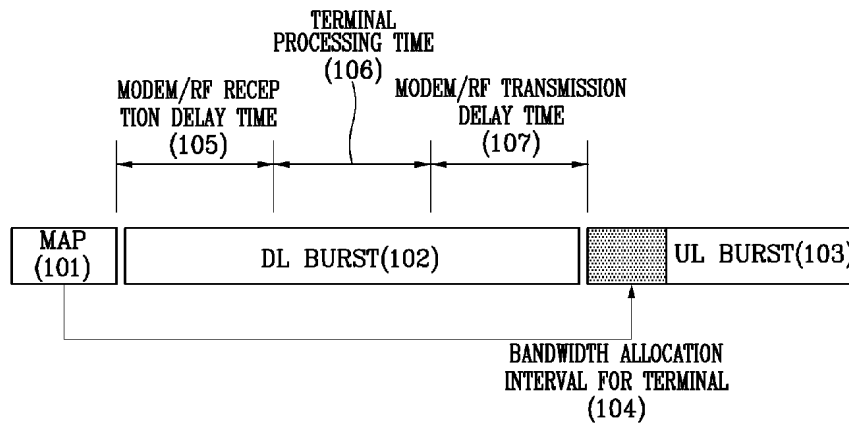 TERMINAL
PROCESSING TIME
(106)
MODEM/RF RECEP
TION DELAY TIME
(105)
MODEM/RF TRANSMISSION
DELAY TIME
(107)
MAP
(101)
DL BURST(102)
UL BURST(103)
BANDWIDTH ALLOCATION
INTERVAL FOR TERMINAL
(104)